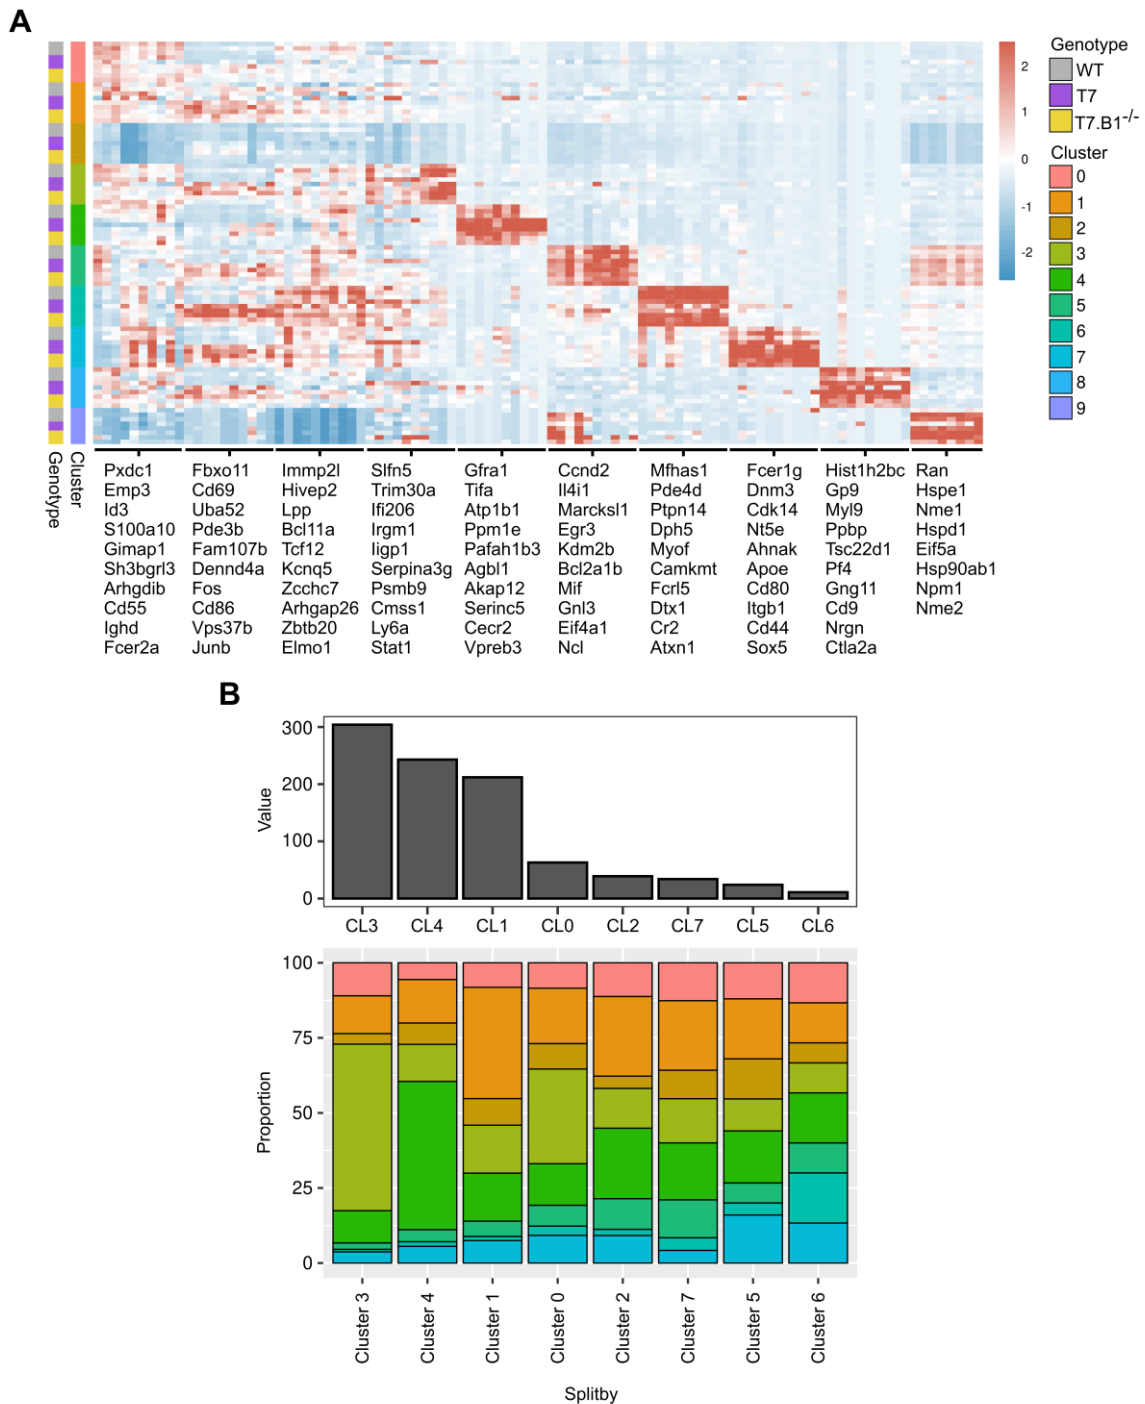 A
Genotype
WT
T7
T7.B1-/-
Cluster
0
1
2
3
4
5
6
7
8
9
2
1
0
-1
-2
Genotype
Cluster
Pxdc1 Fbxo11 Immp2l Slfn5 Gfra1 Ccnd2 Mfhas1 Fcer1g Hist1h2bc Ran
Emp3 Cd69 Hivep2 Trim30a Tifa Il4i1 Pde4d Dnm3 Gp9 Hspe1
Id3 Uba52 Lpp Ifi206 Atp1b1 Marcksl1 Ptpn14 Cdk14 Myl9 Nme1
S100a10 Pde3b Bcl11a Irgm1 Ppm1e Egr3 Dph5 Nt5e Ppbp Hspd1
Gimap1 Fam107b Tcf12 Iigp1 Pafah1b3 Kdm2b Myof Ahnak Tsc22d1 Eif5a
Sh3bgrl3 Dennd4a Kcnq5 Serpina3g Agbl1 Bcl2a1b Camkmt Apoe Pf4 Hsp90ab1
Arhgdib Fos Zcchc7 Psmb9 Akap12 Mif Fcrl5 Cd80 Gng11 Npm1
Cd55 Cd86 Arhgap26 Cmss1 Serinc5 Gnl3 Dtx1 Itgb1 Cd9 Nme2
Ighd Vps37b Zbtb20 Ly6a Cecr2 Eif4a1 Cr2 Cd44 Nrgn
Fcer2a Junb Elmo1 Stat1 Vpreb3 Ncl Atxn1 Sox5 Ctla2a
B
Value
300
200
100
0
CL3 CL4 CL1 CL0 CL2 CL7 CL5 CL6
Proportion
100
75
50
25
0
Cluster 3
Cluster 4
Cluster 1
Cluster 0
Cluster 2
Cluster 7
Cluster 5
Cluster 6
Splitby